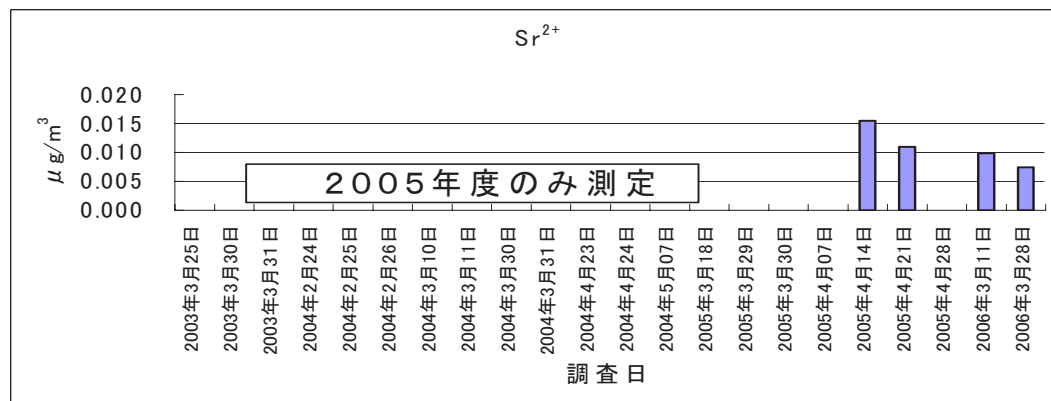 Sr²⁺
μg/m³
0.020
0.015
0.010
0.005
0.000
2005年度のみ測定
2003年3月25日
2003年3月30日
2003年3月31日
2004年2月24日
2004年2月25日
2004年2月26日
2004年3月10日
2004年3月11日
2004年3月30日
2004年3月31日
2004年4月23日
2004年4月24日
2004年5月07日
2005年3月18日
2005年3月29日
2005年3月30日
2005年4月07日
2005年4月14日
2005年4月21日
2005年4月28日
2006年3月11日
2006年3月28日
調査日